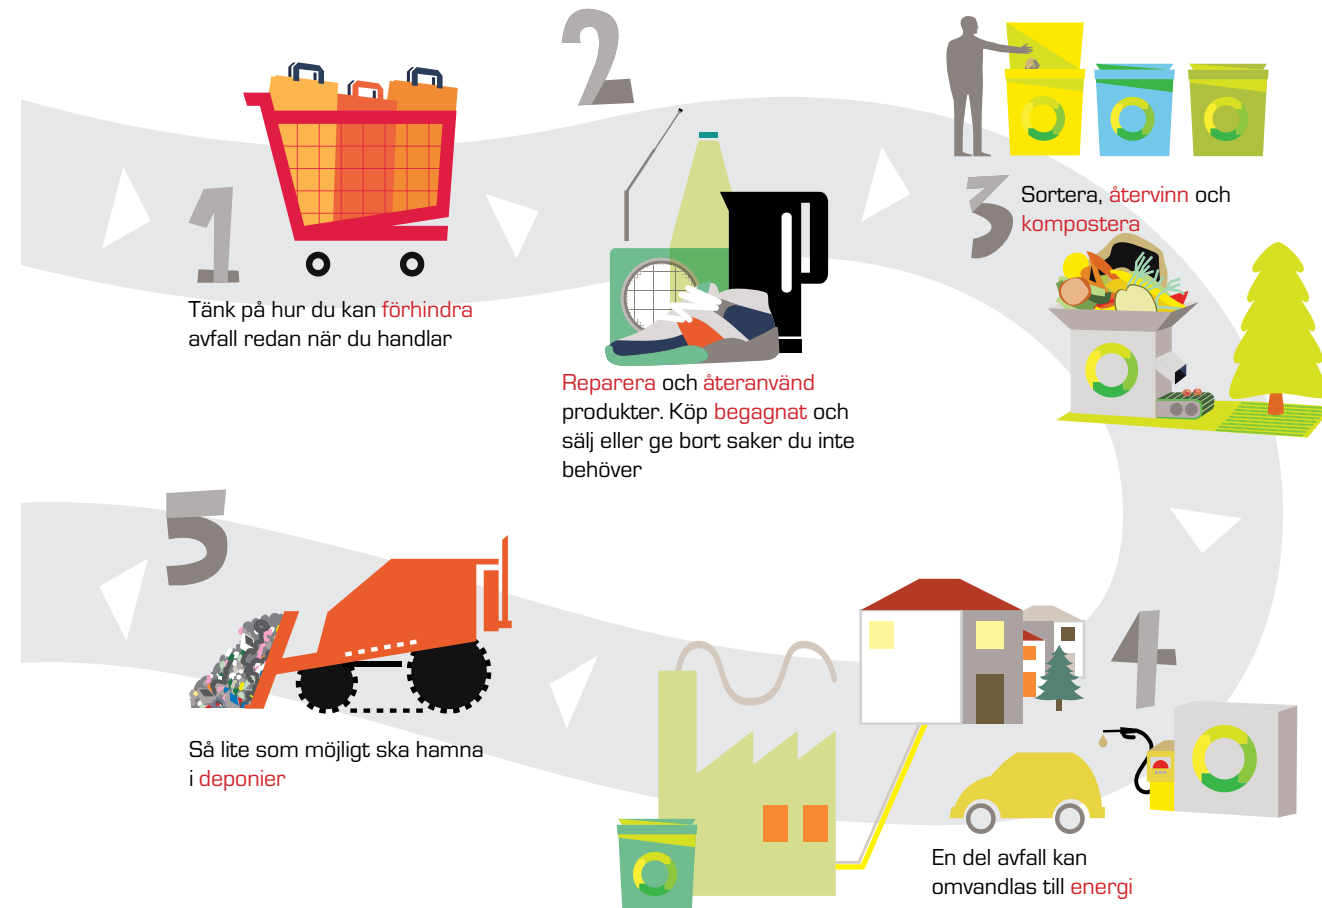 1
Tänk på hur du kan förhindra
avfall redan när du handlar
2
Reparera och återanvänd
produkter. Köp begagnat och
sälj eller ge bort saker du inte
behöver
3
Sortera, återvinn och
kompostera
4
En del avfall kan
omvandlas till energi
5
Så lite som möjligt ska hamna
i deponier